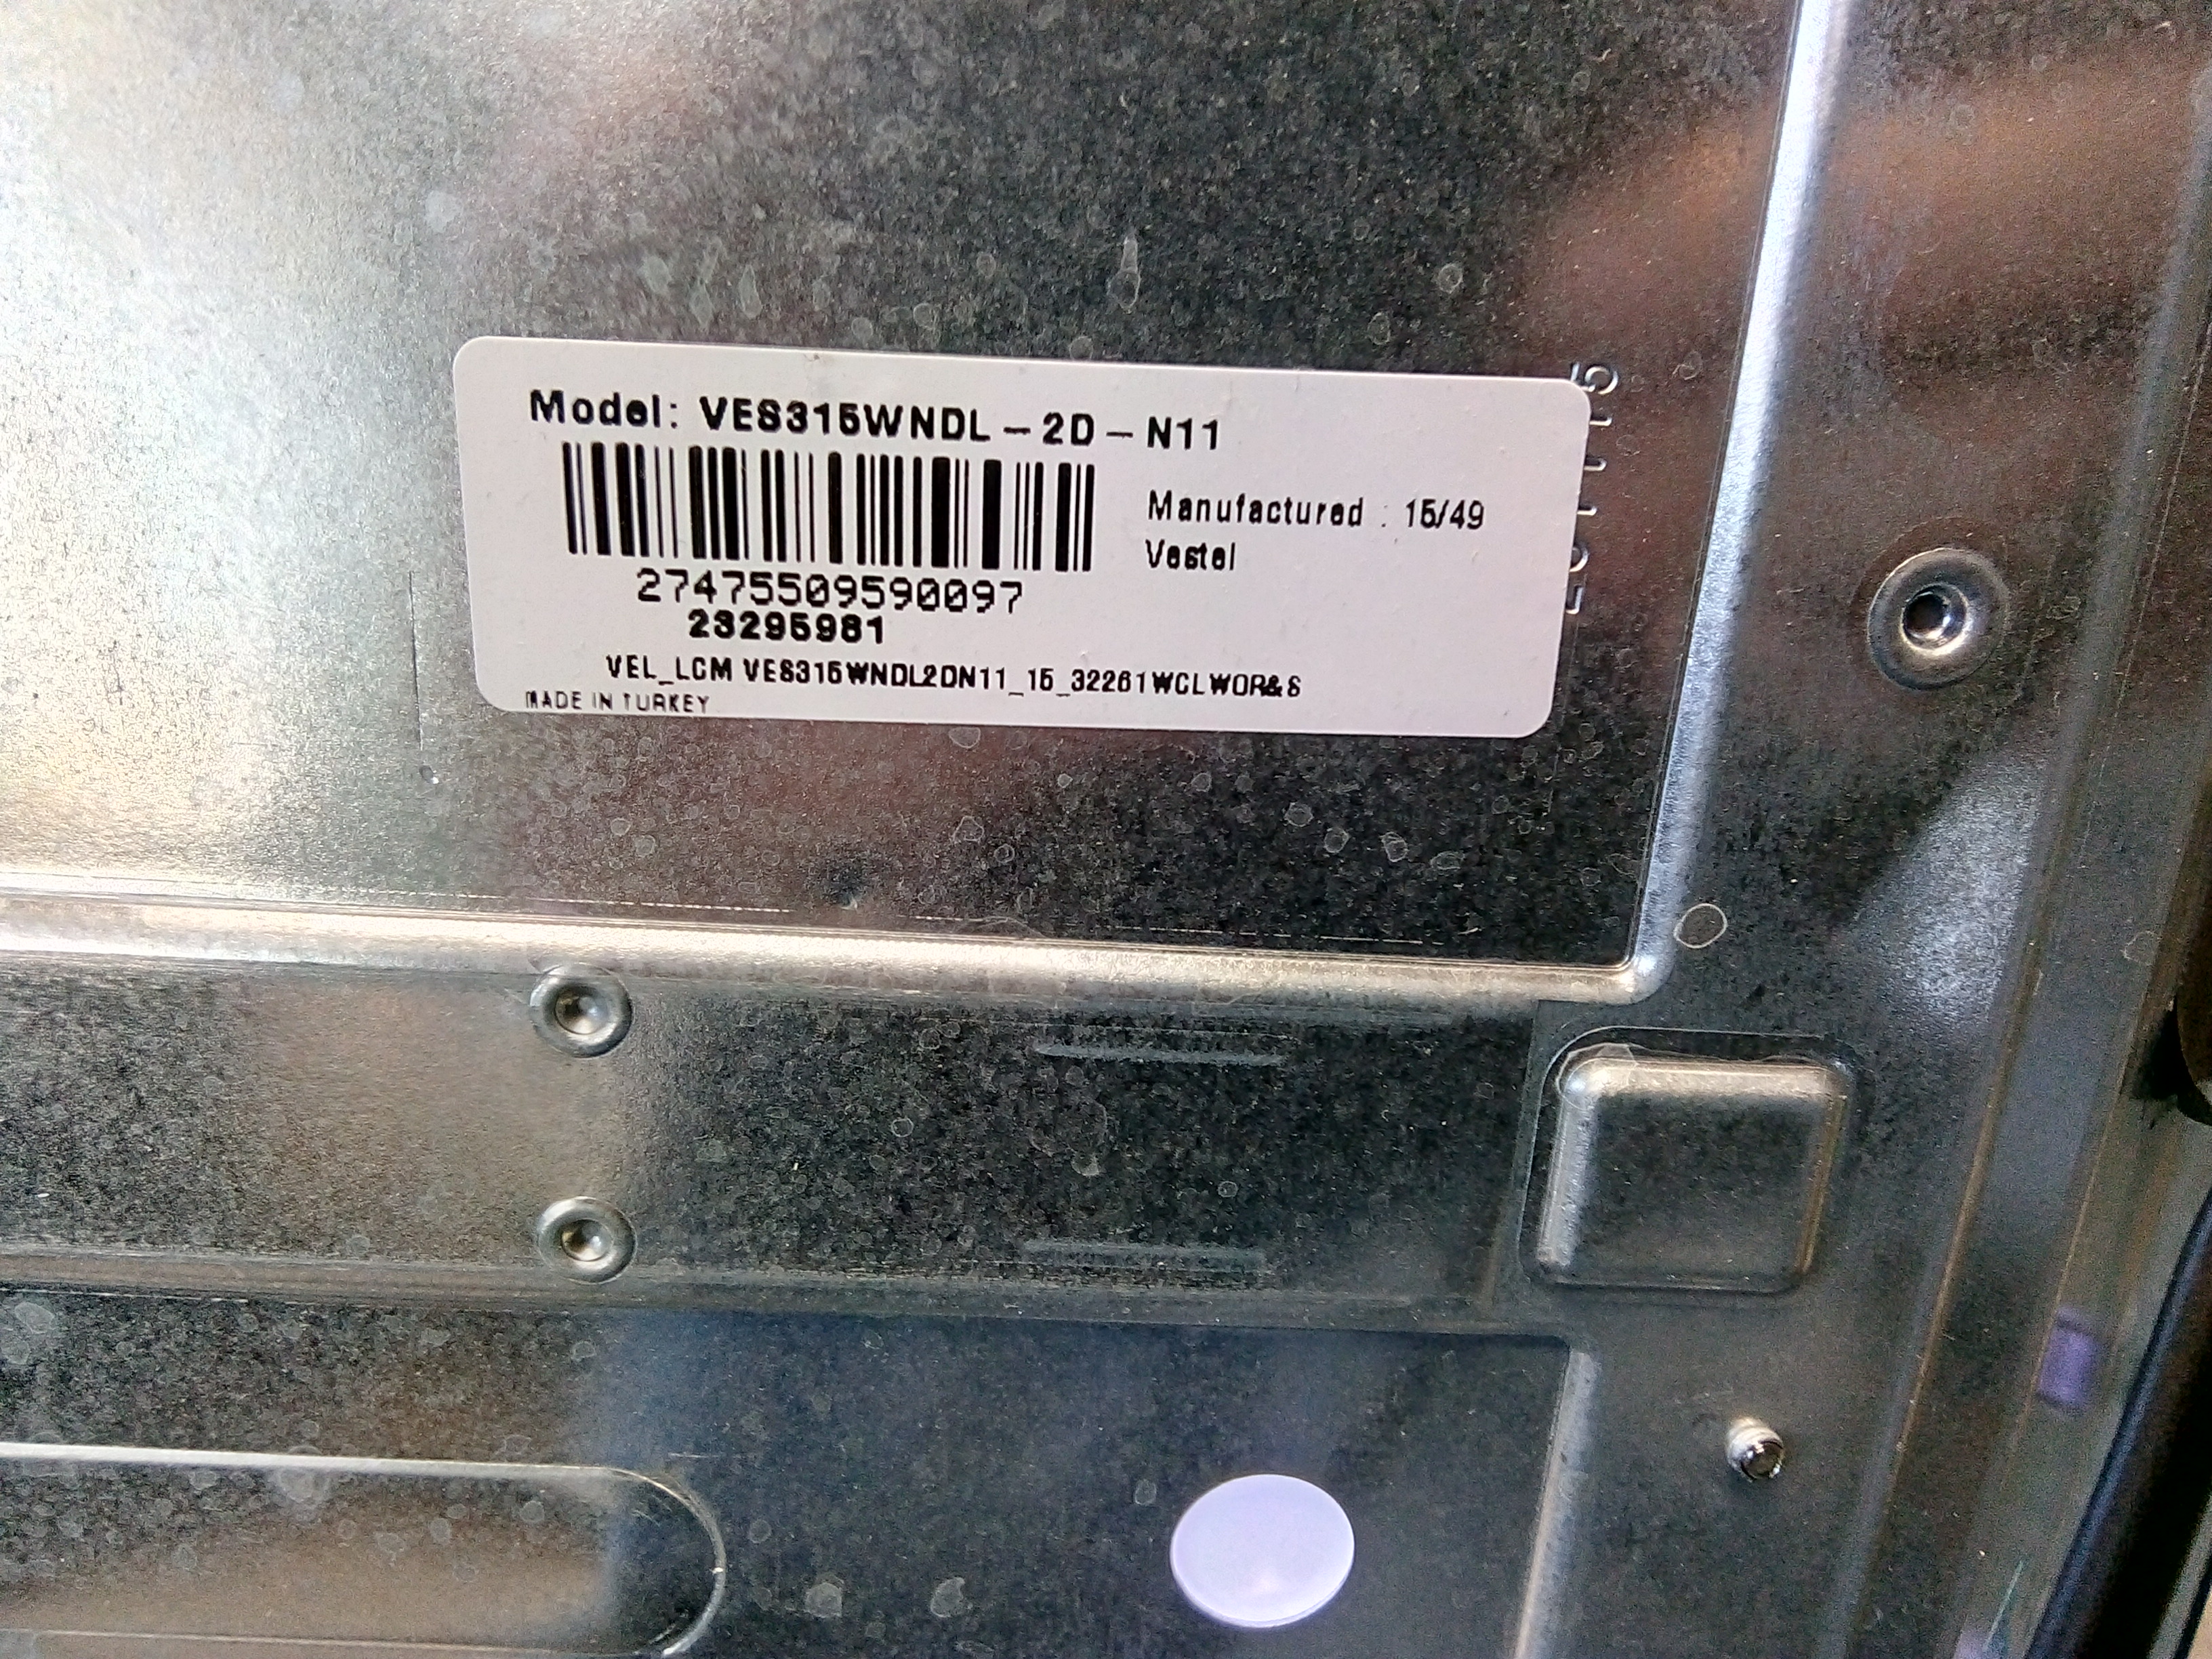 Model: VES315WNDL-2D-N11
Manufactured : 15/49
Vestel
27475509590097
23295981
VEL_LCM VES315WNDL2DN11_15_32261WCLWOR&S
MADE IN TURKEY